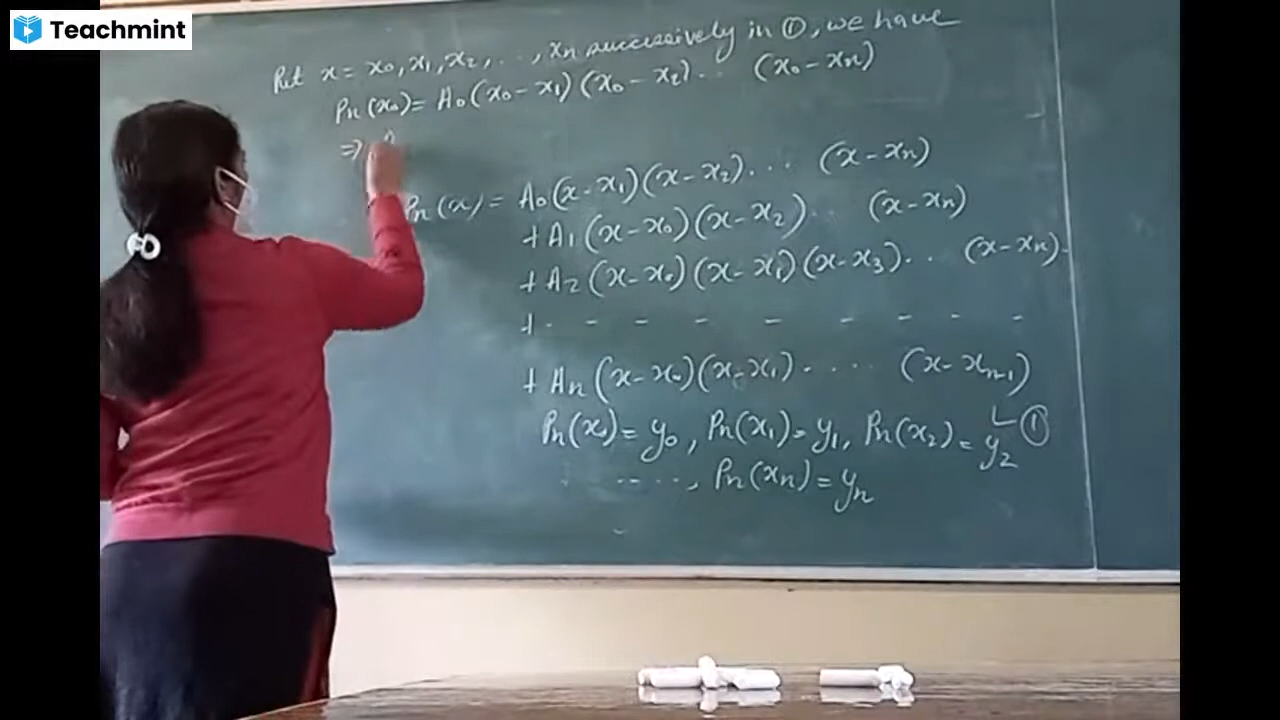 Teachmint
Put x = x₀, x₁, x₂, ..., xₙ successively in ①, we have
Pₙ(x₀) = A₀(x₀ - x₁)(x₀ - x₂)... (x₀ - xₙ)
⇒
Pₙ(x) = A₀(x - x₁)(x - x₂)... (x - xₙ)
+ A₁(x - x₀)(x - x₂)... (x - xₙ)
+ A₂(x - x₀)(x - x₁)(x - x₃)... (x - xₙ).
+ - - - - - - - -
+ Aₙ(x - x₀)(x - x₁)..... (x - xₙ₋₁)
Pₙ(x₀) = y₀, Pₙ(x₁) = y₁, Pₙ(x₂) = y₂ ①
....., Pₙ(xₙ) = yₙ